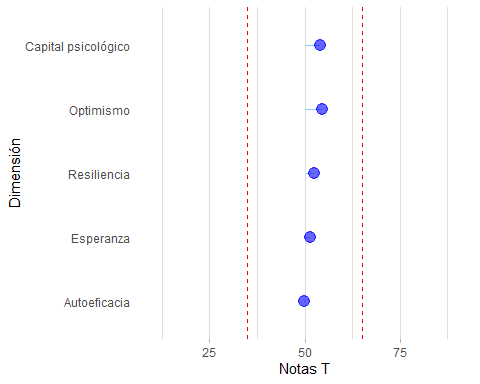 Capital psicológico
Optimismo
Resiliencia
Esperanza
Autoeficacia
Dimensión
25 50 75
Notas T